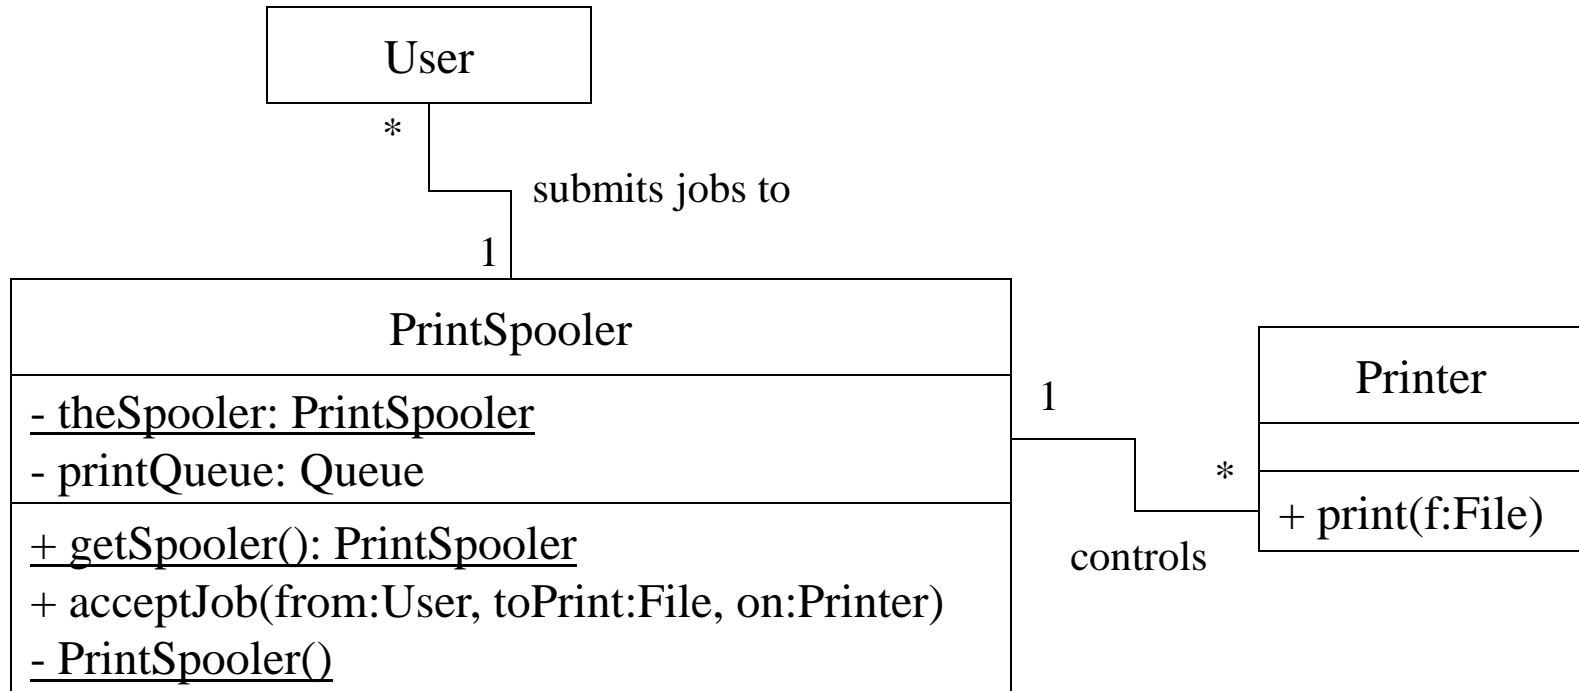 User
*
submits jobs to
1
PrintSpooler
- theSpooler: PrintSpooler
- printQueue: Queue
+ getSpooler(): PrintSpooler
+ acceptJob(from:User, toPrint:File, on:Printer)
- PrintSpooler()
1
*
controls
Printer
+ print(f:File)